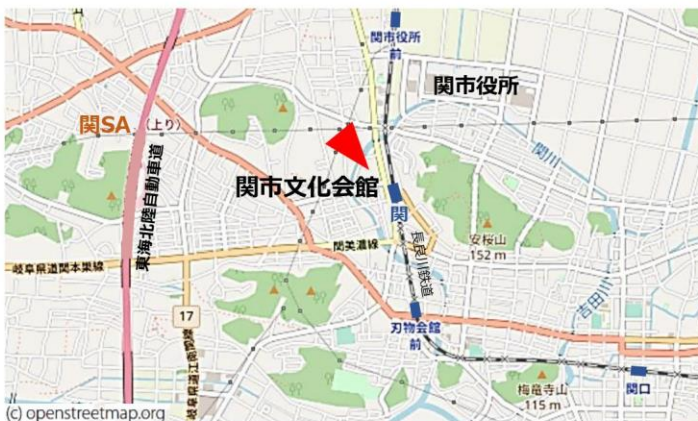 関市役所
前
関市役所
関SA
(上り)
関川
関市文化会館
関
東海北陸自動車道
安桜山
152 m
関美濃線
長良川鉄道
岐阜県道関本巣線
吉田川
17
刃物会館
前
梅竜寺山
115 m
関口
(c) openstreetmap.org